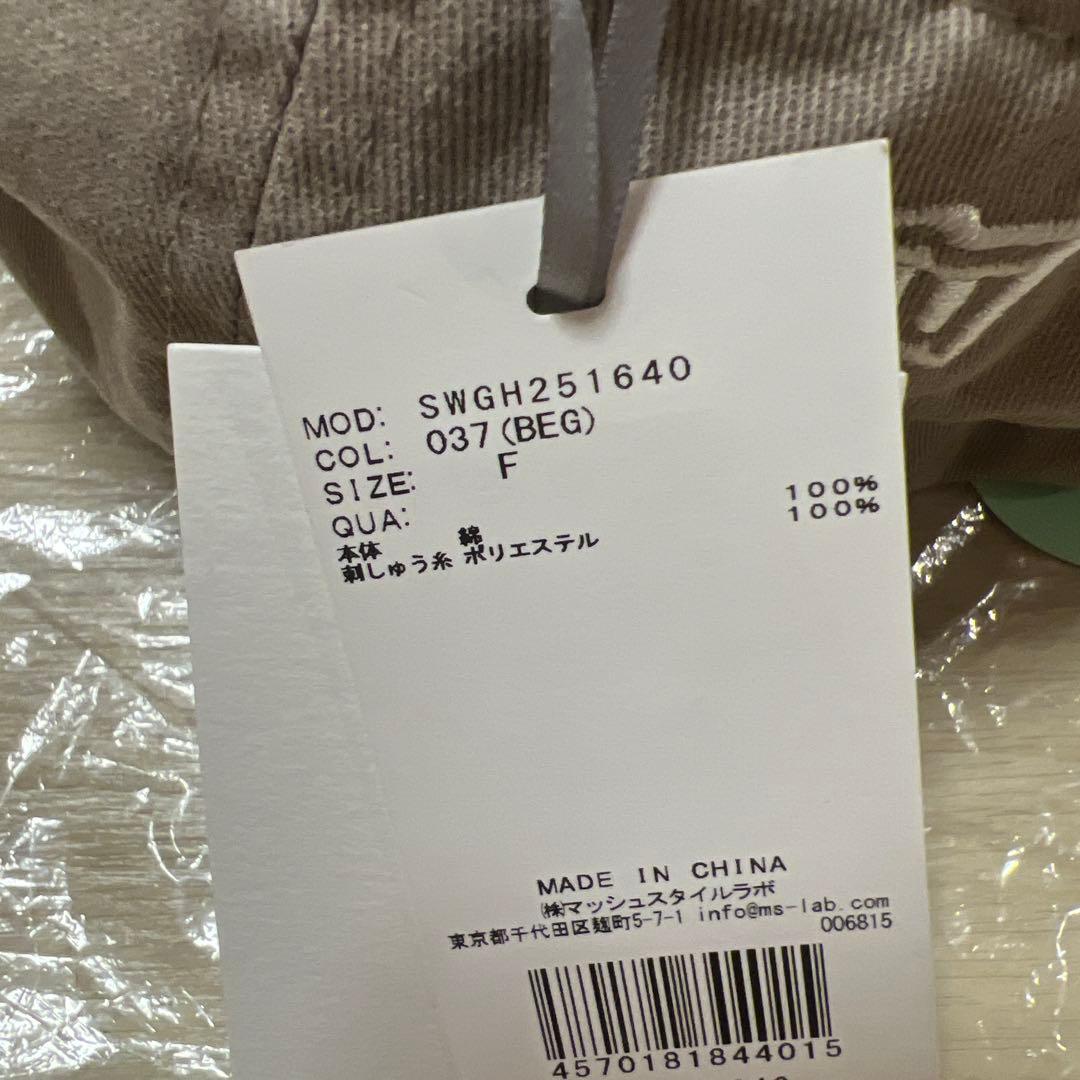 MOD: SWGH251640
COL: 037(BEG)
SIZE: F
QUA:
本体 綿 100%
刺しゅう糸 ポリエステル 100%
MADE IN CHINA
㈱マッシュスタイルラボ
東京都千代田区麹町5-7-1 info@ms-lab.com
006815
4570181844015